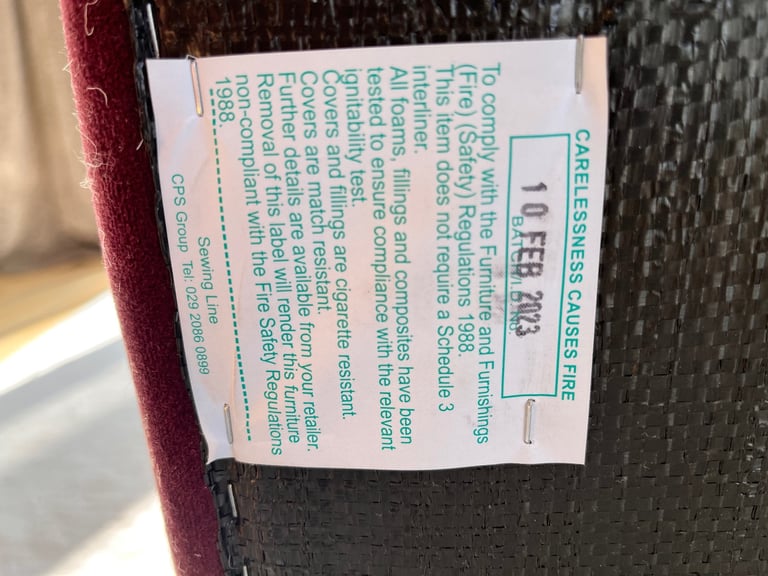 CARELESSNESS CAUSES FIRE
10 FEB 2023
To comply with the Furniture and Furnishings
(Fire) (Safety) Regulations 1988.
This item does not require a Schedule 3
interliner.
All foams, fillings and composites have been
tested to ensure compliance with the relevant
ignitability test.
Covers and fillings are cigarette resistant.
Covers are match resistant.
Further details are available from your retailer.
Removal of this label will render this furniture
non-compliant with the Fire Safety Regulations
1988.
Sewing Line
CPS Group Tel: 029 2086 0899